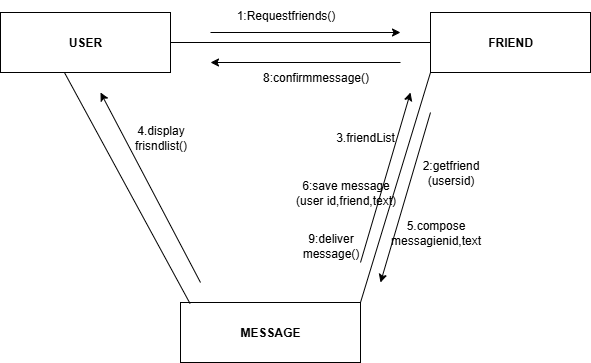 1:Requestfriends()
USER
FRIEND
8:confirmmessage()
4.display
frisndlist()
3.friendList
2:getfriend
(usersid)
6:save message
(user id,friend,text)
5.compose
messagienid,text
9:deliver
message()
MESSAGE